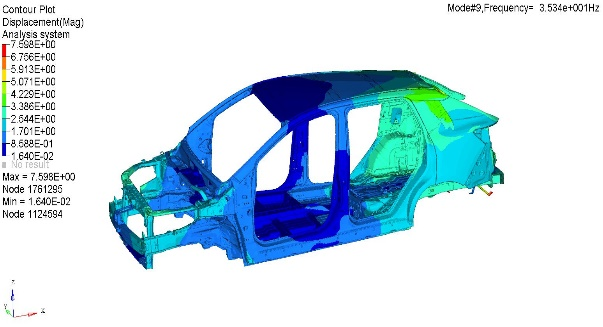 Contour Plot
Displacement(Mag)
Analysis system
7.598E+00
6.756E+00
5.913E+00
5.071E+00
4.229E+00
3.386E+00
2.544E+00
1.701E+00
8.588E-01
1.640E-02
No result
Max = 7.598E+00
Node 1761295
Min = 1.640E-02
Node 1124594
Mode#9,Frequency= 3.534e+001Hz
Z
Y
X